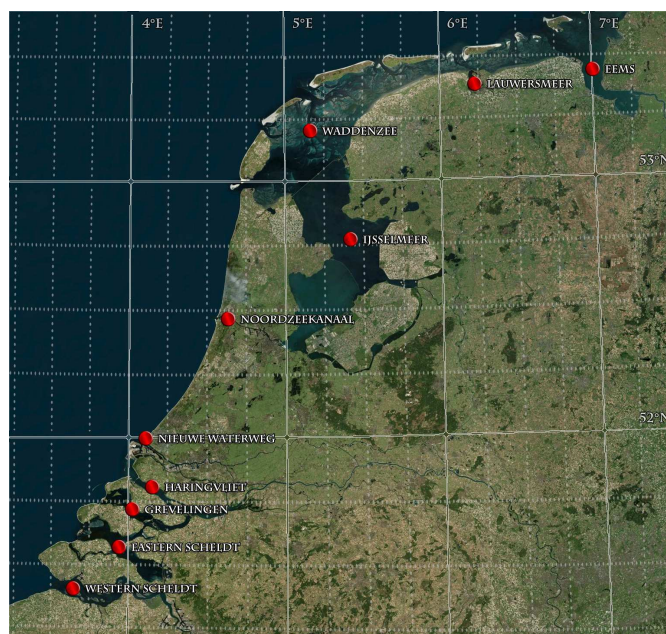 4°E 5°E 6°E 7°E
EEMS
LAUWERSMEER
WADDENZEE
53°N
IJSSELMEER
NOORDZEEKANAAL
52°N
NIEUWE WATERWEG
HARINGVLIET
GREVELINGEN
EASTERN SCHELDT
WESTERN SCHELDT